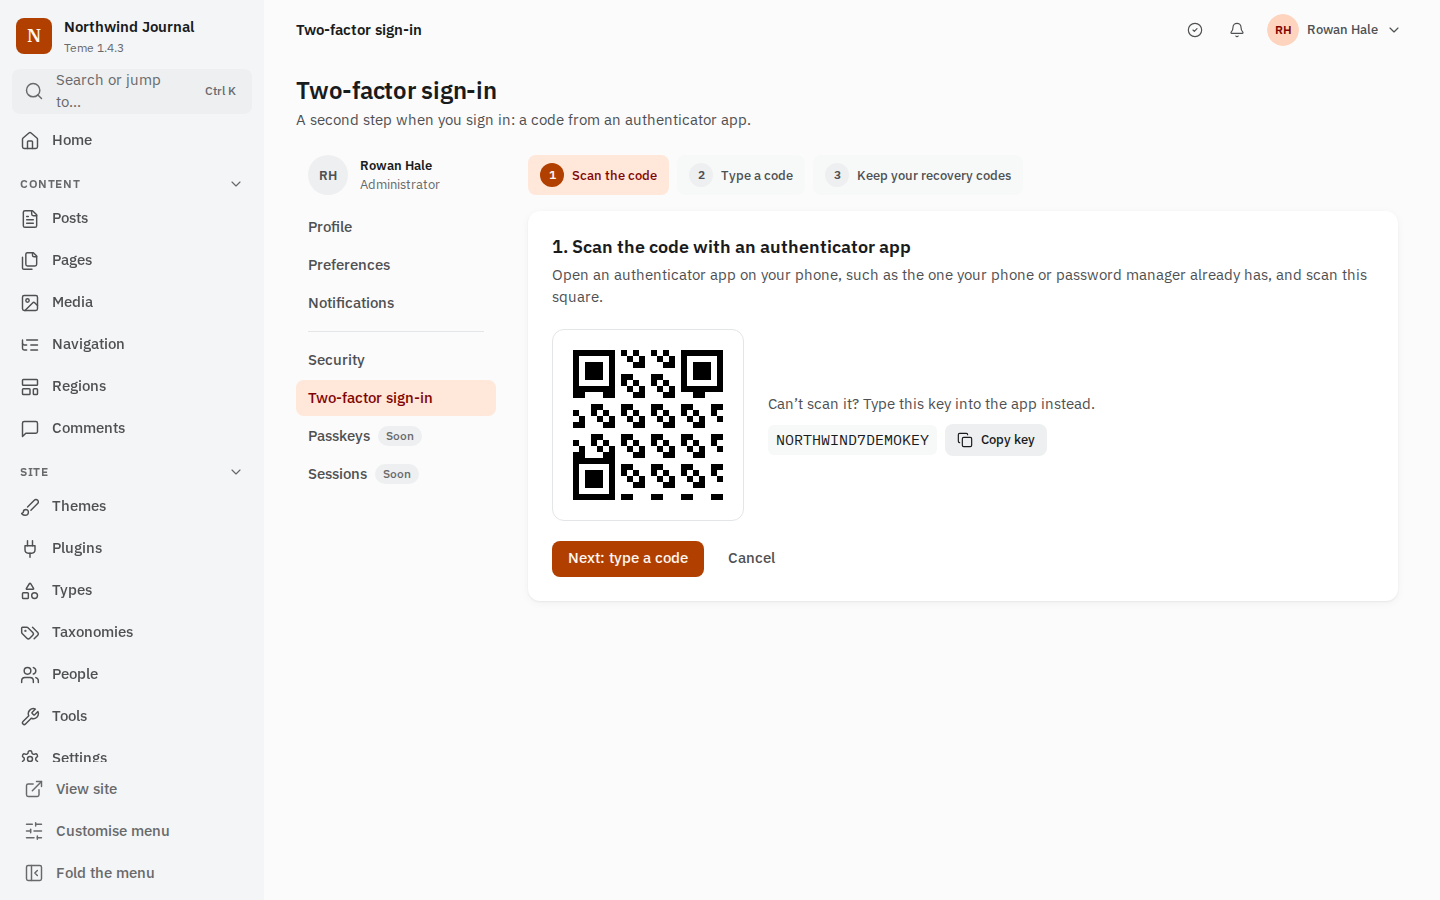 N
Northwind Journal
Teme 1.4.3
Search or jump
to...
Ctrl K
Home
CONTENT
Posts
Pages
Media
Navigation
Regions
Comments
SITE
Themes
Plugins
Types
Taxonomies
People
Tools
Settings
View site
Customise menu
Fold the menu
Two-factor sign-in
RH
Rowan Hale
Two-factor sign-in
A second step when you sign in: a code from an authenticator app.
RH
Rowan Hale
Administrator
Profile
Preferences
Notifications
Security
Two-factor sign-in
Passkeys Soon
Sessions Soon
1 Scan the code
2 Type a code
3 Keep your recovery codes
1. Scan the code with an authenticator app
Open an authenticator app on your phone, such as the one your phone or password manager already has, and scan this
square.
Can’t scan it? Type this key into the app instead.
NORTHWIND7DEMOKEY
Copy key
Next: type a code
Cancel